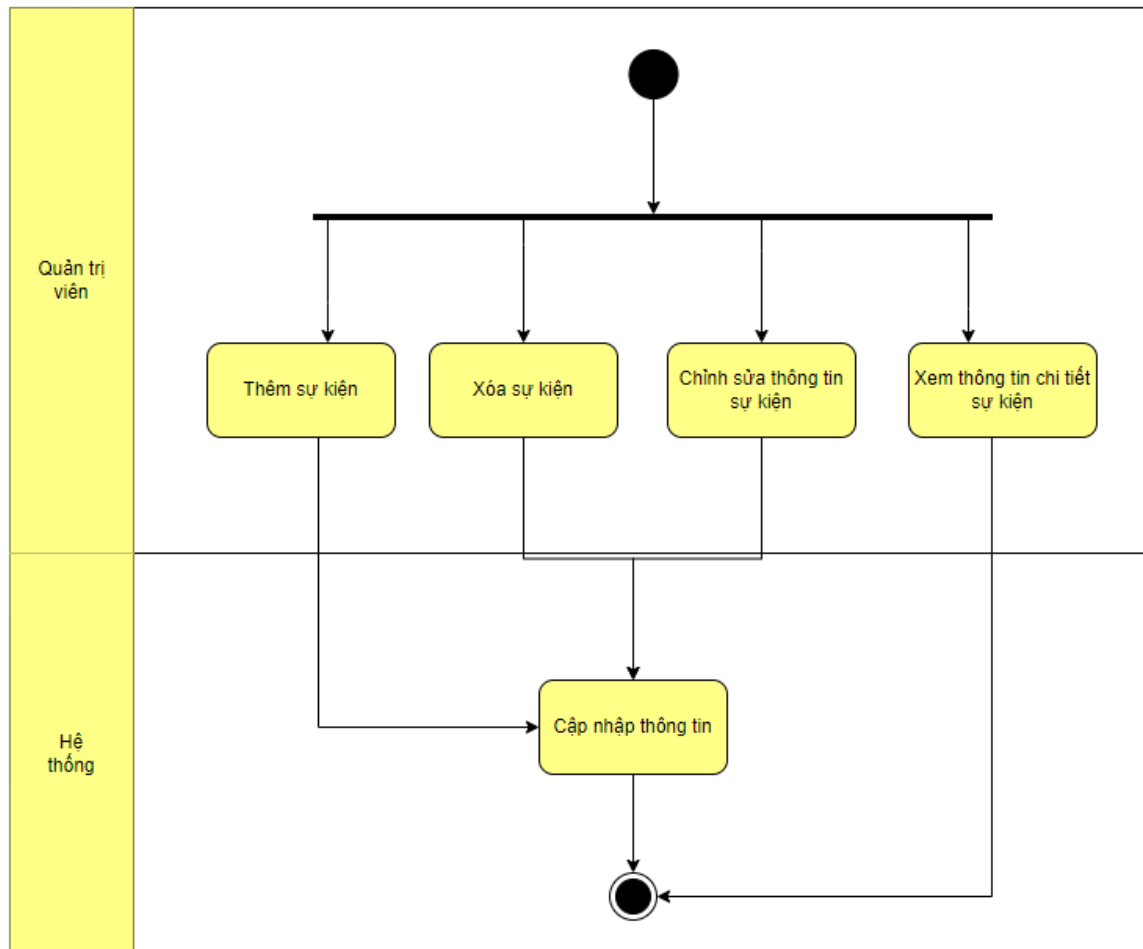 Quản trị
viên
Thêm sự kiện
Xóa sự kiện
Chỉnh sửa thông tin
sự kiện
Xem thông tin chi tiết
sự kiện
Hệ
thống
Cập nhập thông tin